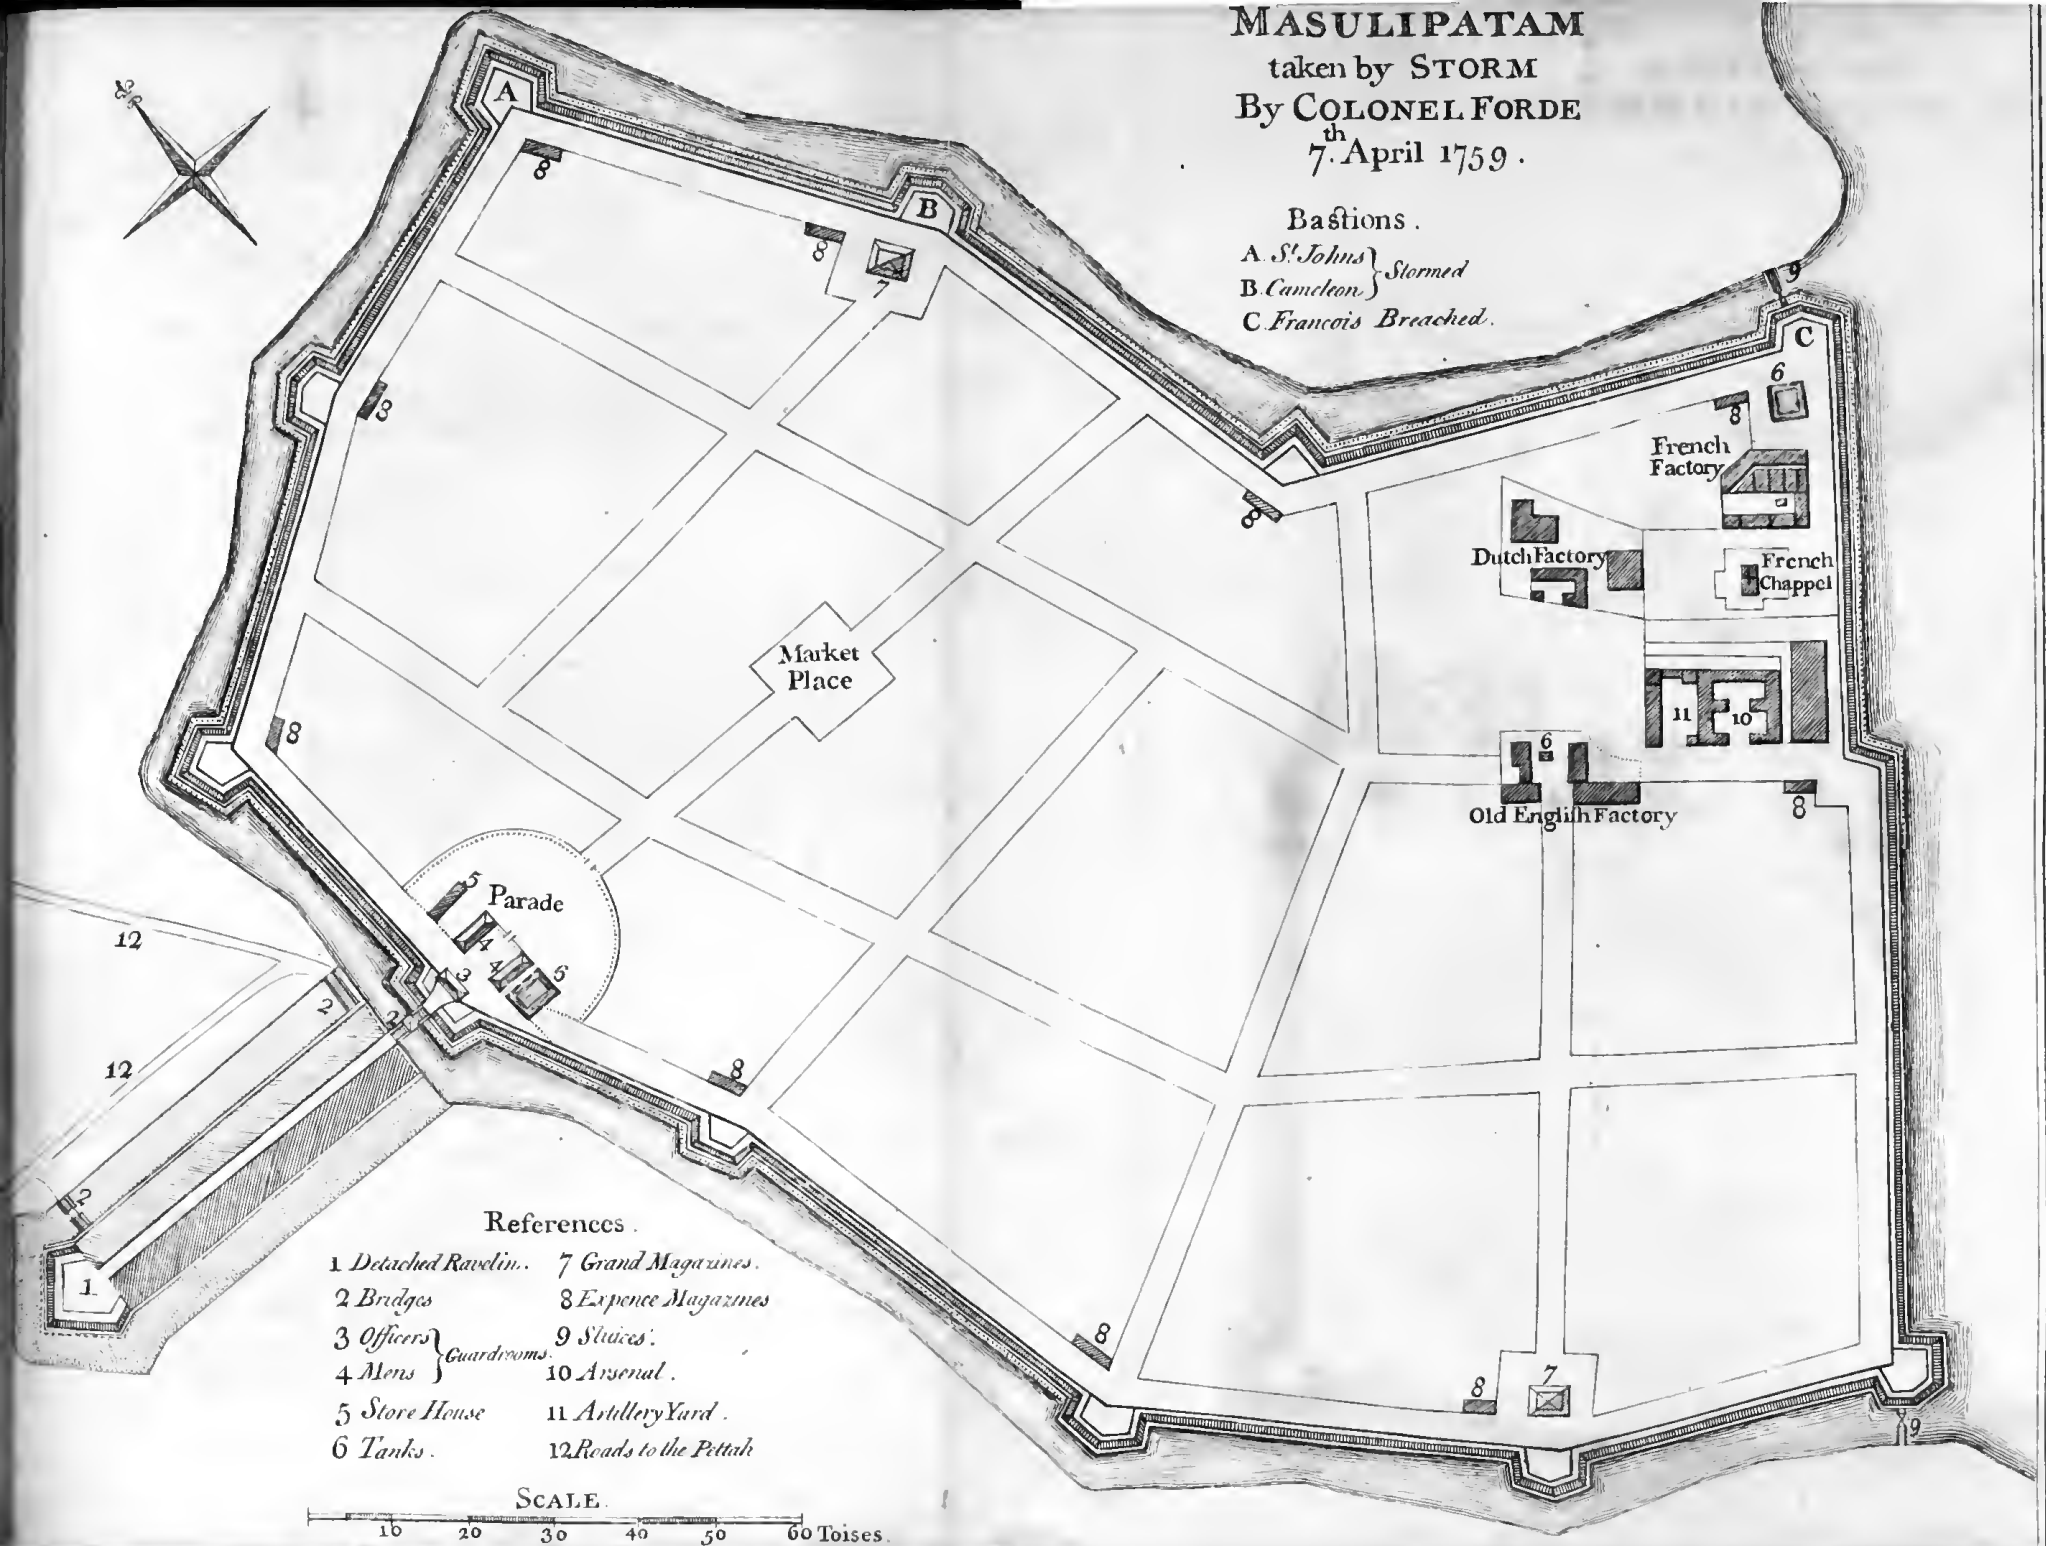 MASULIPATAM
taken by STORM
By COLONEL FORDE
7.th April 1759.
Baſtions.
A. St. Johns } Stormed
B. Cameleon }
C. Francois Breached.
A
B
C
8
8
7
8
8
9
6
8
French
Factory
8
Dutch Factory
French
Chappel
Market
Place
11
10
6
Old Engliſh Factory
8
5
Parade
4
4
6
3
2
2
12
12
2
1
8
8
8
7
9
References.
1 Detached Ravelin.
2 Bridges
3 Officers } Guardrooms.
4 Mens }
5 Store House
6 Tanks.
7 Grand Magazines.
8 Expence Magazines
9 Sluices.
10 Arsenal.
11 Artillery Yard.
12 Roads to the Pettah
SCALE.
10 20 30 40 50 60 Toises.